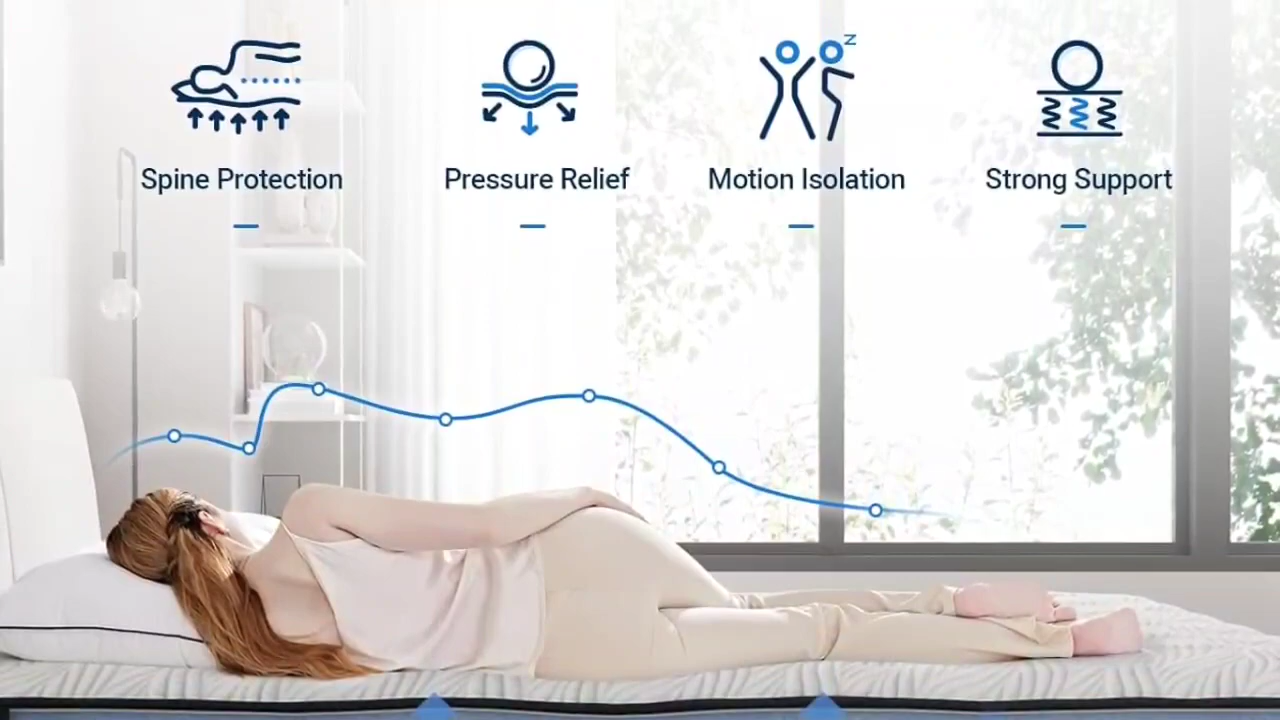 Z
Spine Protection
Pressure Relief
Motion Isolation
Strong Support